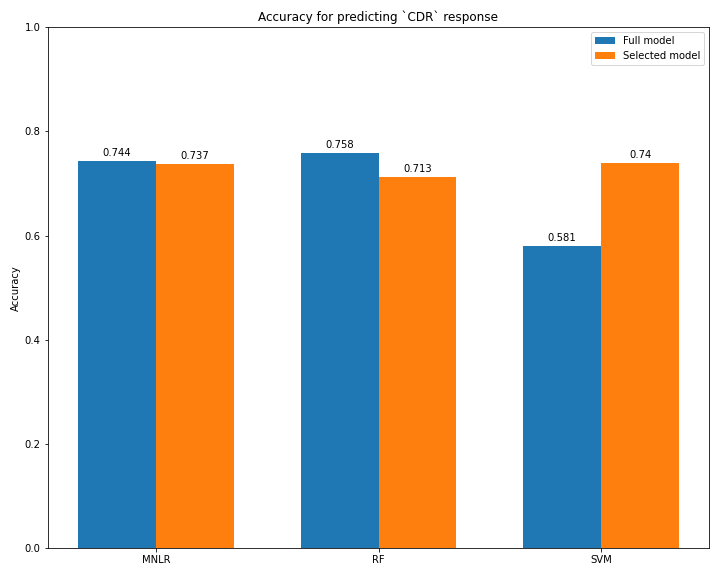 Accuracy for predicting `CDR` response
Full model
Selected model
1.0
0.8
0.6
0.4
0.2
0.0
Accuracy
0.744
0.737
0.758
0.713
0.581
0.74
MNLR
RF
SVM